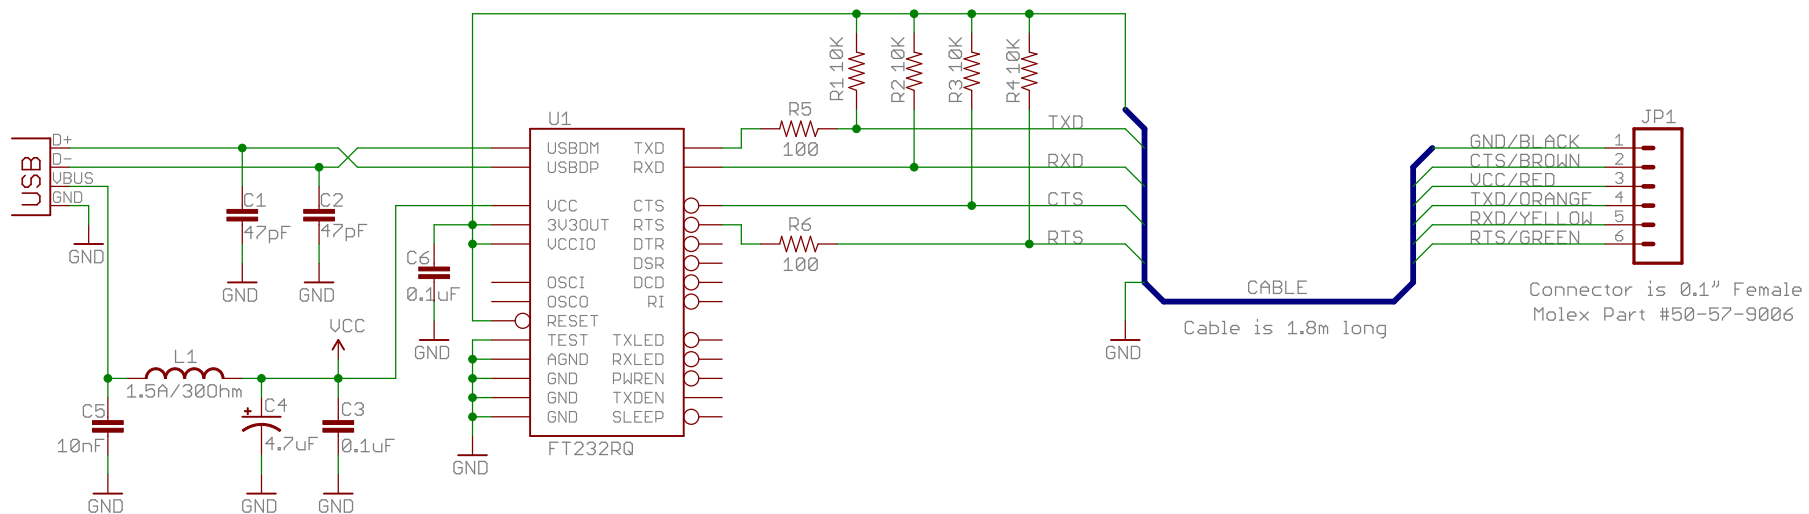 USB
D+
D-
VBUS
GND
GND
C1
47pF
GND
C2
47pF
GND
VCC
L1
1.5A/30Ohm
C5
10nF
GND
C4
4.7uF
GND
C3
0.1uF
GND
C6
0.1uF
GND
GND
U1
USBDM TXD
USBDP RXD
VCC CTS
3V3OUT RTS
VCCIO DTR
DSR
OSCI DCD
OSCO RI
RESET
TEST TXLED
AGND RXLED
GND PWREN
GND TXDEN
GND SLEEP
FT232RQ
R1 10K
R2 10K
R3 10K
R4 10K
R5
100
R6
100
TXD
RXD
CTS
RTS
GND
CABLE
Cable is 1.8m long
JP1
GND/BLACK 1
CTS/BROWN 2
VCC/RED 3
TXD/ORANGE 4
RXD/YELLOW 5
RTS/GREEN 6
Connector is 0.1" Female
Molex Part #50-57-9006